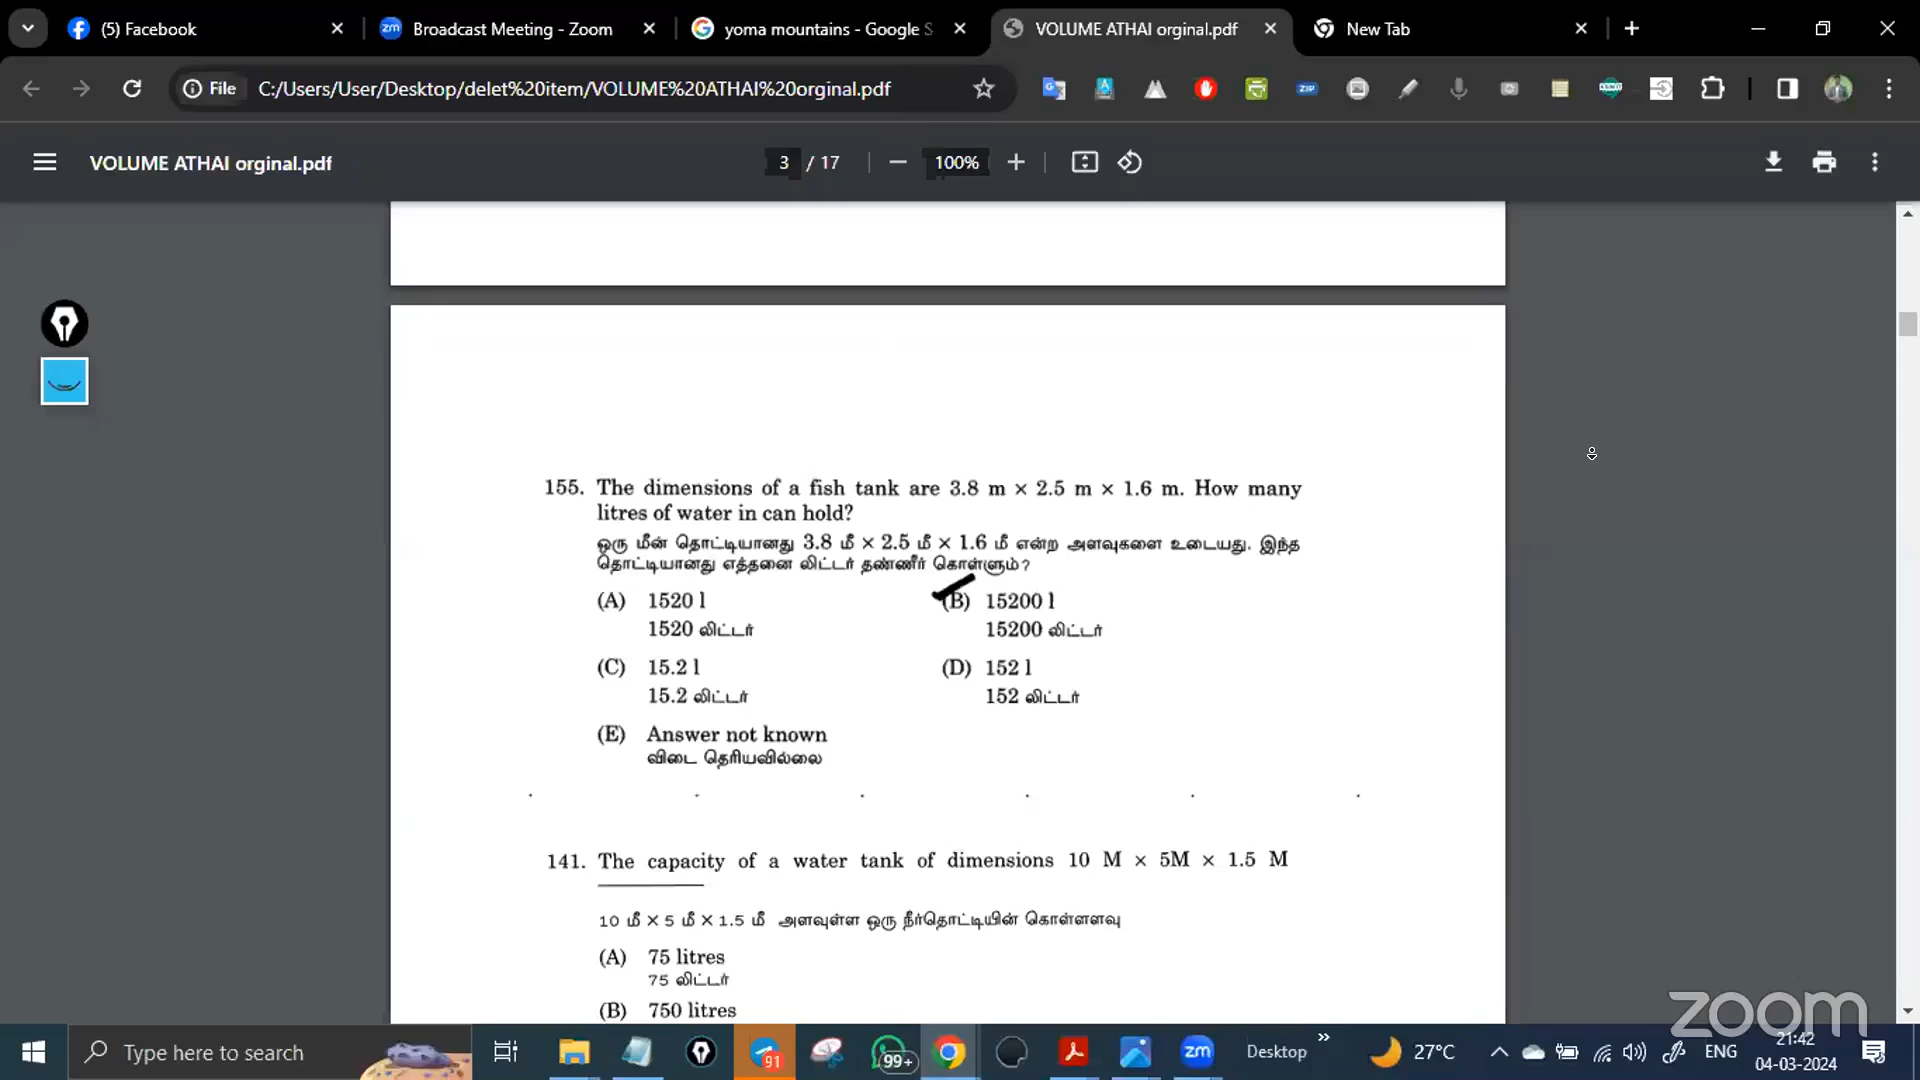 (5) Facebook
Broadcast Meeting - Zoom
yoma mountains - Google S
VOLUME ATHAI orginal.pdf
New Tab
File
C:/Users/User/Desktop/delet%20item/VOLUME%20ATHAI%20orginal.pdf
VOLUME ATHAI orginal.pdf
3 / 17
100%
155. The dimensions of a fish tank are 3.8 m × 2.5 m × 1.6 m. How many
litres of water in can hold?
ஒரு மீன் தொட்டியானது 3.8 மீ × 2.5 மீ × 1.6 மீ என்ற அளவுகளை உடையது. இந்த
தொட்டியானது எத்தனை லிட்டர் தண்ணீர் கொள்ளும்?
(A) 1520 l
(B) 15200 l
1520 லிட்டர்
15200 லிட்டர்
(C) 15.2 l
(D) 152 l
15.2 லிட்டர்
152 லிட்டர்
(E) Answer not known
விடை தெரியவில்லை
141. The capacity of a water tank of dimensions 10 M × 5M × 1.5 M
10 மீ × 5 மீ × 1.5 மீ அளவுள்ள ஒரு நீர்தொட்டியின் கொள்ளளவு
(A) 75 litres
75 லிட்டர்
(B) 750 litres
zoom
Type here to search
91
99+
zm
Desktop
27°C
ENG
21:42
04-03-2024